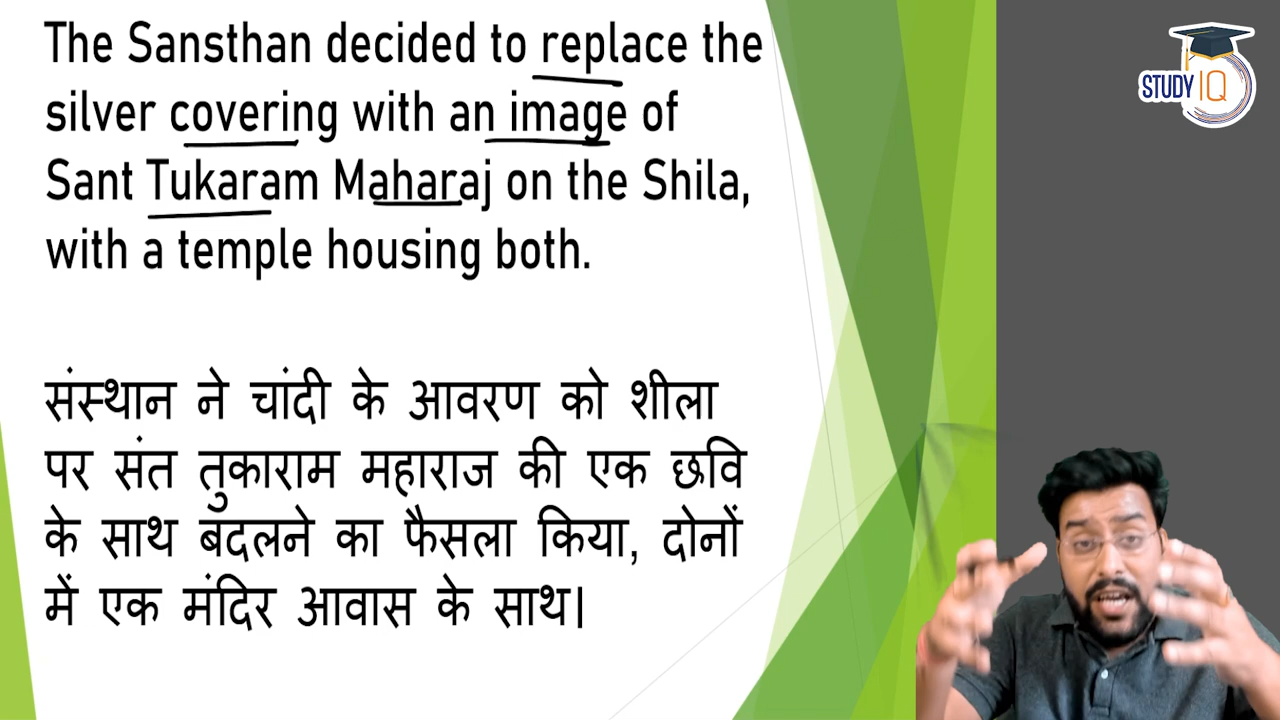 The Sansthan decided to replace the
silver covering with an image of
Sant Tukaram Maharaj on the Shila,
with a temple housing both.
संस्थान ने चांदी के आवरण को शीला
पर संत तुकाराम महाराज की एक छवि
के साथ बदलने का फैसला किया, दोनों
में एक मंदिर आवास के साथ।
STUDY IQ